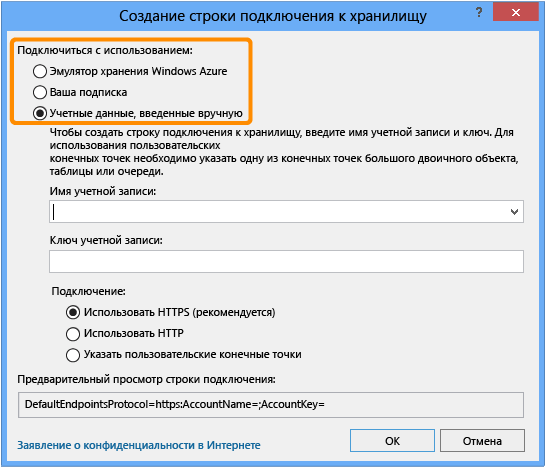 Создание строки подключения к хранилищу
Подключиться с использованием:
Эмулятор хранения Windows Azure
Ваша подписка
Учетные данные, введенные вручную
Чтобы создать строку подключения к хранилищу, введите имя учетной записи и ключ. Для
использования пользовательских
конечных точек необходимо указать одну из конечных точек большого двоичного объекта,
таблицы или очереди.
Имя учетной записи:
Ключ учетной записи:
Подключение:
Использовать HTTPS (рекомендуется)
Использовать HTTP
Указать пользовательские конечные точки
Предварительный просмотр строки подключения:
DefaultEndpointsProtocol=https:AccountName=;AccountKey=
Заявление о конфиденциальности в Интернете
OK
Отмена